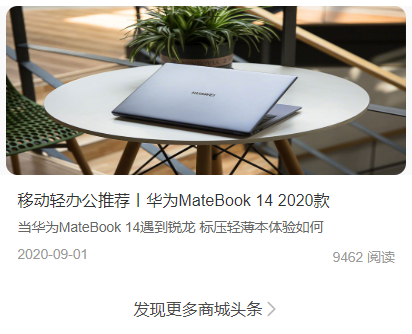 HUAWEI
移动轻办公推荐丨华为MateBook 14 2020款
当华为MateBook 14遇到锐龙 标压轻薄本体验如何
2020-09-01
9462 阅读
发现更多商城头条